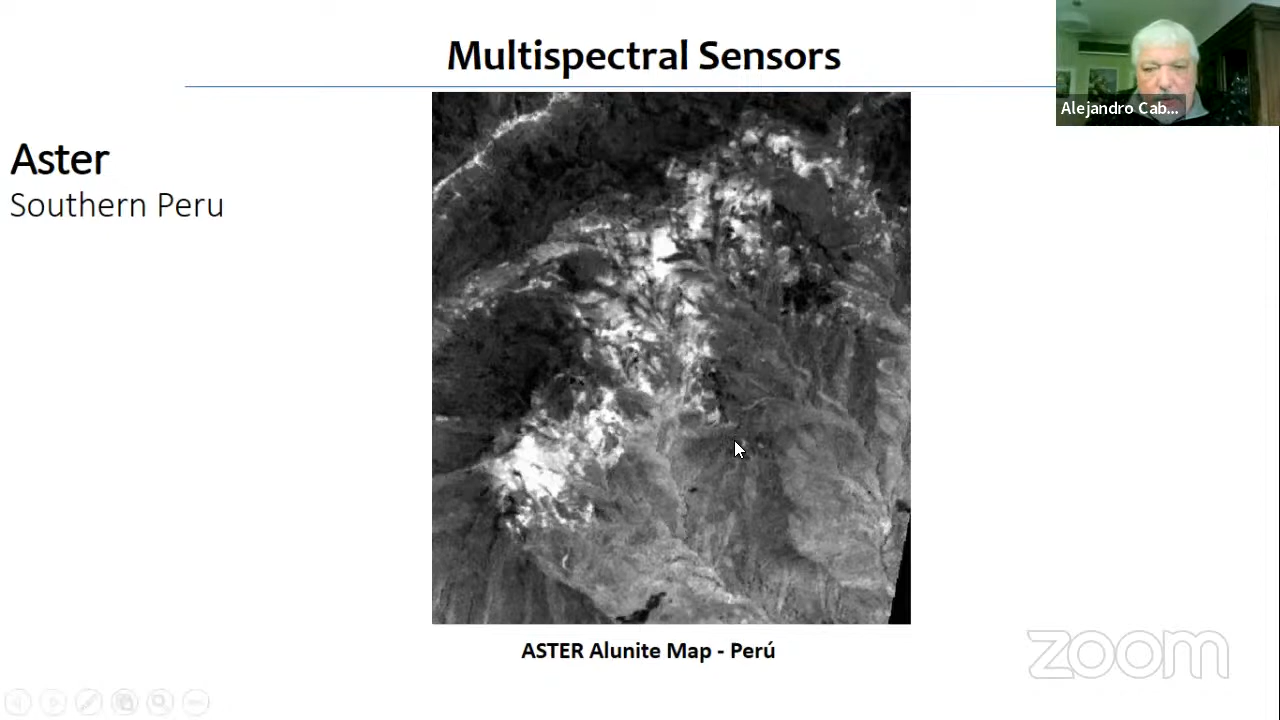 Multispectral Sensors
Alejandro Cab...
Aster
Southern Peru
ASTER Alunite Map - Perú
zoom